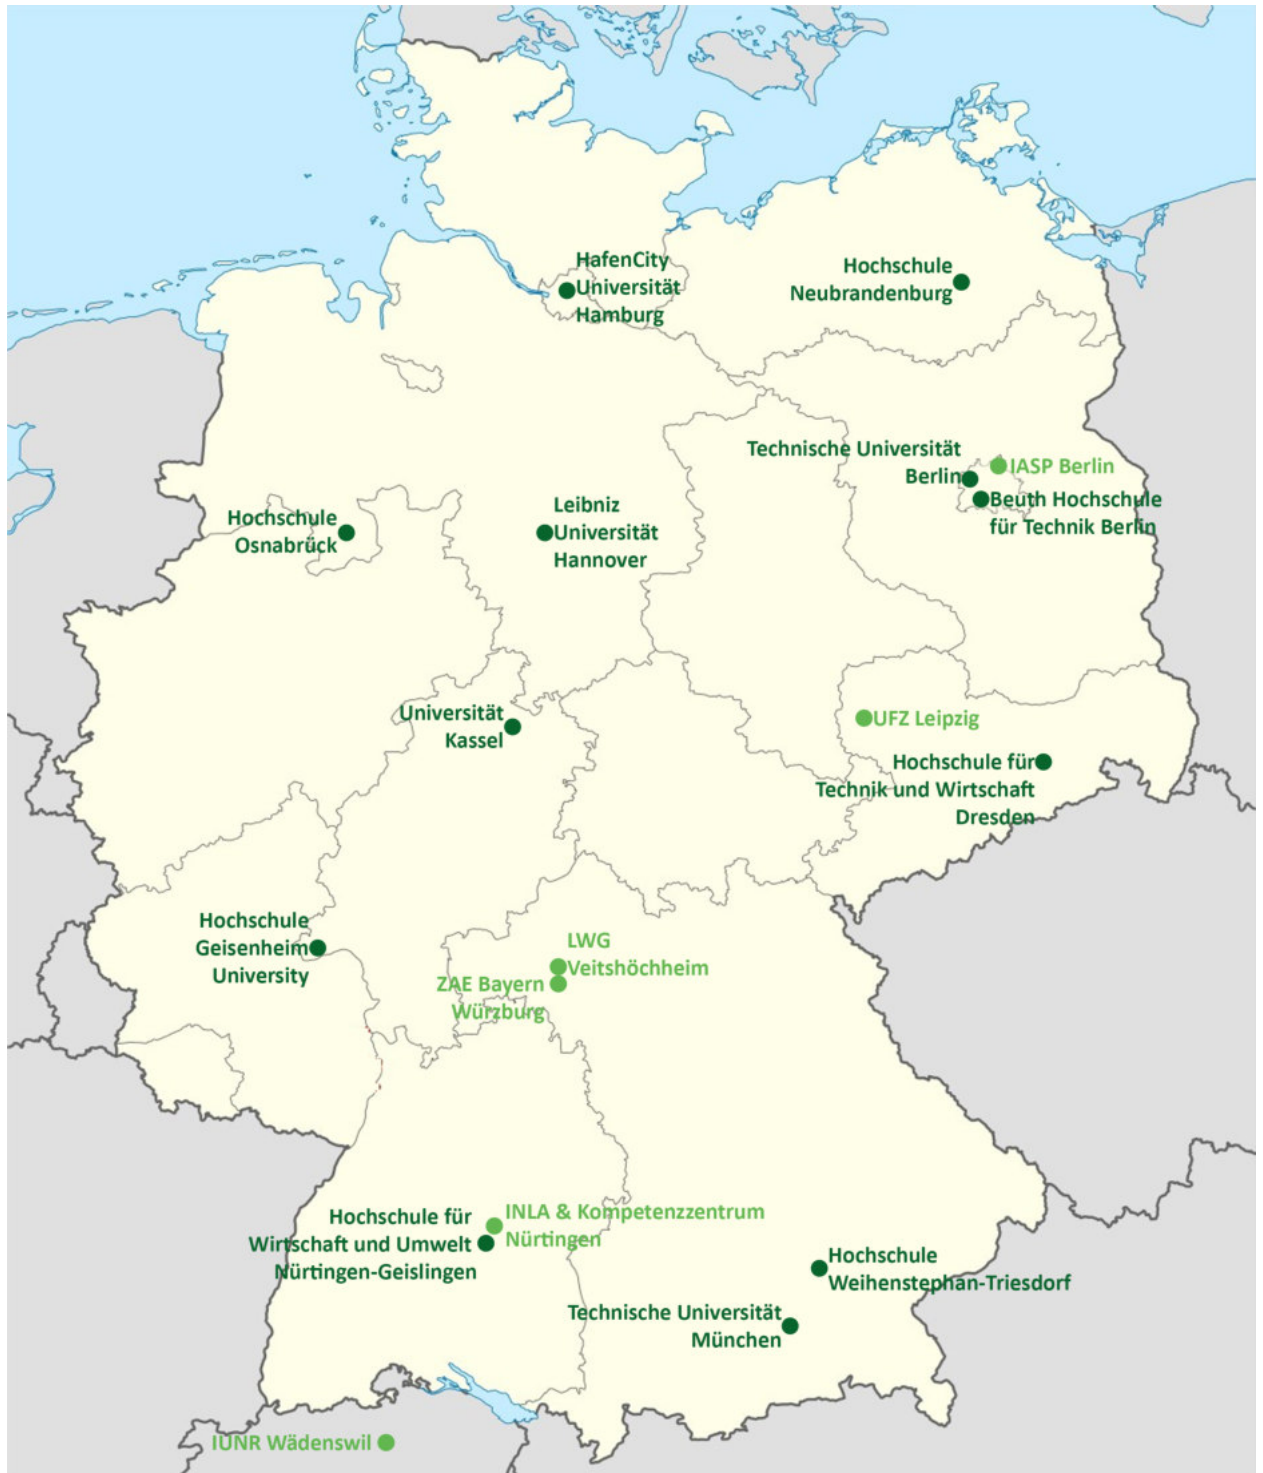 HafenCity
Universität
Hamburg
Hochschule
Neubrandenburg
Technische Universität
Berlin
IASP Berlin
Beuth Hochschule
für Technik Berlin
Hochschule
Osnabrück
Leibniz
Universität
Hannover
Universität
Kassel
UFZ Leipzig
Hochschule für
Technik und Wirtschaft
Dresden
Hochschule
Geisenheim
University
LWG
Veitshöchheim
ZAE Bayern
Würzburg
INLA & Kompetenzzentrum
Nürtingen
Hochschule für
Wirtschaft und Umwelt
Nürtingen-Geislingen
Hochschule
Weihenstephan-Triesdorf
Technische Universität
München
IUNR Wädenswil